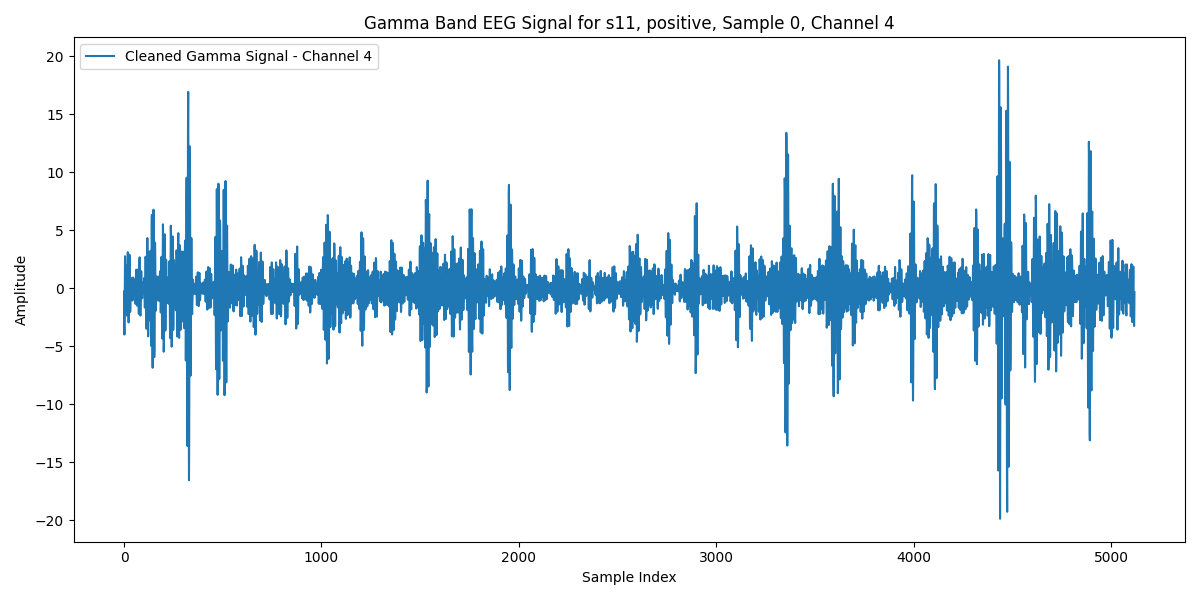 Gamma Band EEG Signal for s11, positive, Sample 0, Channel 4
Cleaned Gamma Signal - Channel 4
20
15
10
5
0
−5
−10
−15
−20
Amplitude
0 1000 2000 3000 4000 5000
Sample Index